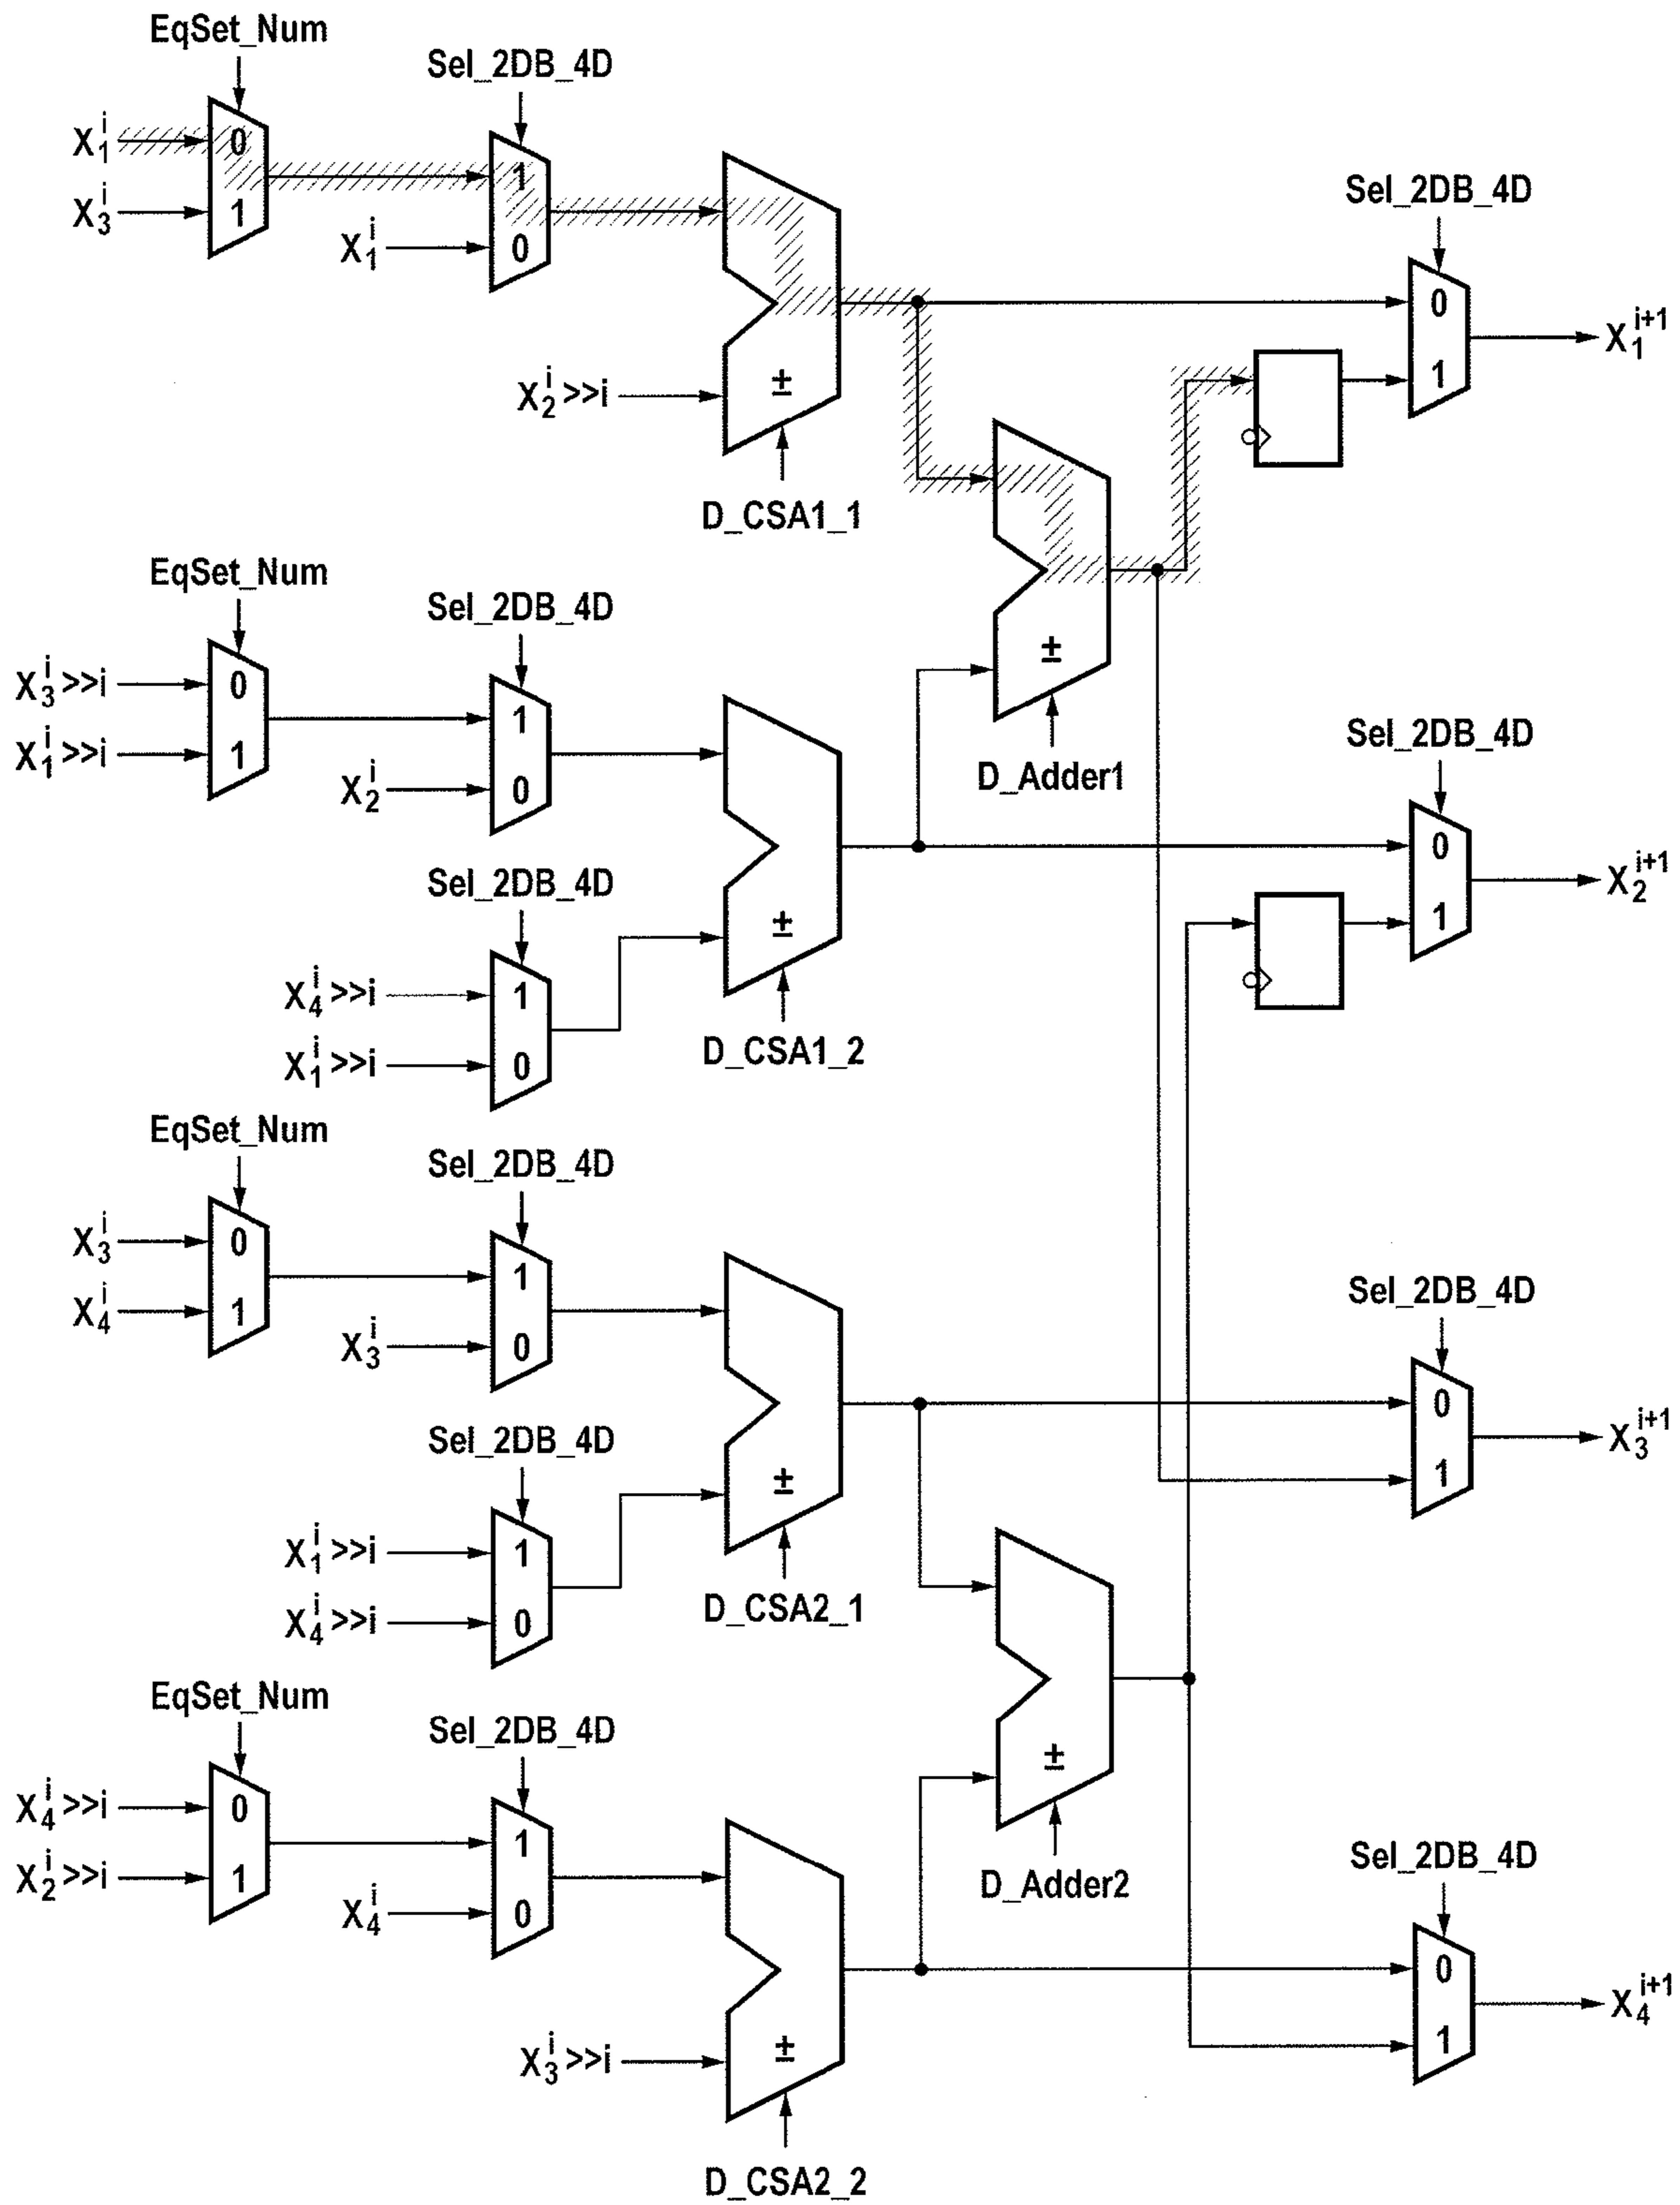 EqSet_Num
Sel_2DB_4D
X₁ⁱ
0
1
X₃ⁱ
1
X₁ⁱ
0
Sel_2DB_4D
0
X₁ⁱ⁺¹
1
X₂ⁱ>>i
±
D_CSA1_1
EqSet_Num
Sel_2DB_4D
±
X₃ⁱ>>i
0
1
Sel_2DB_4D
X₁ⁱ>>i
1
D_Adder1
X₂ⁱ
0
0
X₂ⁱ⁺¹
Sel_2DB_4D
1
±
X₄ⁱ>>i
1
D_CSA1_2
X₁ⁱ>>i
0
EqSet_Num
Sel_2DB_4D
X₃ⁱ
0
1
Sel_2DB_4D
X₄ⁱ
1
X₃ⁱ
0
0
X₃ⁱ⁺¹
Sel_2DB_4D
1
±
X₁ⁱ>>i
1
D_CSA2_1
X₄ⁱ>>i
0
EqSet_Num
Sel_2DB_4D
±
X₄ⁱ>>i
0
1
Sel_2DB_4D
X₂ⁱ>>i
1
D_Adder2
X₄ⁱ
0
0
X₄ⁱ⁺¹
1
X₃ⁱ>>i
±
D_CSA2_2